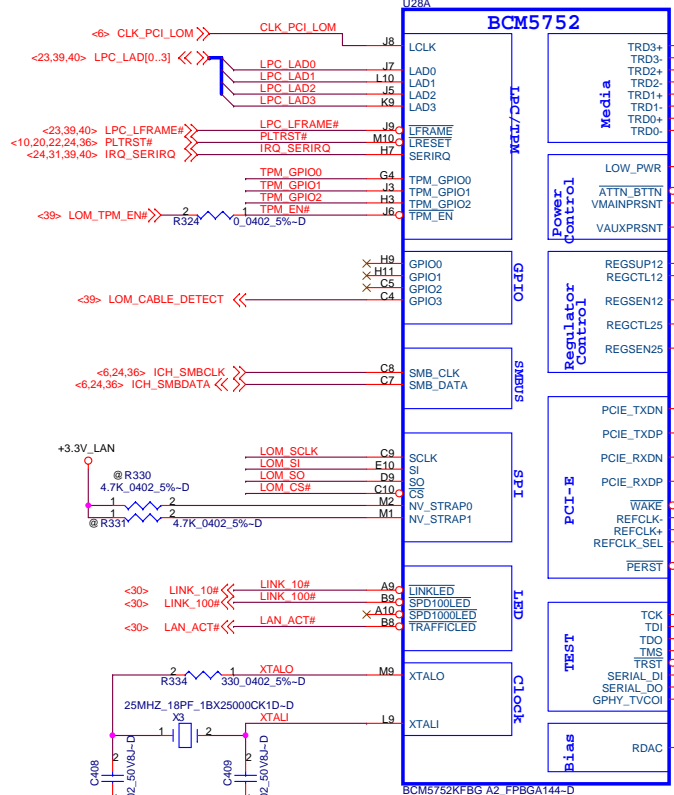 U28A
BCM5752
<6> CLK_PCI_LOM CLK_PCI_LOM J8 LCLK
<23,39,40> LPC_LAD[0..3]
LPC_LAD0 J7 LAD0
LPC_LAD1 L10 LAD1
LPC_LAD2 J5 LAD2
LPC_LAD3 K9 LAD3
<23,39,40> LPC_LFRAME# LPC_LFRAME# J9 LFRAME
<10,20,22,24,36> PLTRST# PLTRST# M10 LRESET
<24,31,39,40> IRQ_SERIRQ IRQ_SERIRQ H7 SERIRQ
LPC/TPM
TPM_GPIO0 G4 TPM_GPIO0
TPM_GPIO1 J3 TPM_GPIO1
TPM_GPIO2 H3 TPM_GPIO2
<39> LOM_TPM_EN# 2 1 TPM_EN# J6 TPM_EN
R324 0_0402_5%~D
H9 GPIO0
H11 GPIO1
C5 GPIO2
<39> LOM_CABLE_DETECT C4 GPIO3
GPIO
<6,24,36> ICH_SMBCLK C8 SMB_CLK
<6,24,36> ICH_SMBDATA C7 SMB_DATA
SMBUS
+3.3V_LAN
LOM_SCLK C9 SCLK
LOM_SI E10 SI
LOM_SO D9 SO
LOM_CS# C10 CS
@ R330
4.7K_0402_5%~D
1 2 M2 NV_STRAP0
1 2 M1 NV_STRAP1
@ R331 4.7K_0402_5%~D
SPI
<30> LINK_10# LINK_10# A9 LINKLED
<30> LINK_100# LINK_100# B9 SPD100LED
A10 SPD1000LED
<30> LAN_ACT# LAN_ACT# B8 TRAFFICLED
LED
2 1 XTALO M9 XTALO
R334 330_0402_5%~D
25MHZ_18PF_1BX25000CK1D~D
X3
1 2
XTALI L9 XTALI
Clock
C408
02_50V8J~D
2
C409
02_50V8J~D
2
Media
TRD3+
TRD3-
TRD2+
TRD2-
TRD1+
TRD1-
TRD0+
TRD0-
Power Control
LOW_PWR
ATTN_BTTN
VMAINPRSNT
VAUXPRSNT
Regulator Control
REGSUP12
REGCTL12
REGSEN12
REGCTL25
REGSEN25
PCI-E
PCIE_TXDN
PCIE_TXDP
PCIE_RXDN
PCIE_RXDP
WAKE
REFCLK-
REFCLK+
REFCLK_SEL
PERST
TEST
TCK
TDI
TDO
TMS
TRST
SERIAL_DI
SERIAL_DO
GPHY_TVCOI
Bias
RDAC
BCM5752KFBG A2_FPBGA144~D